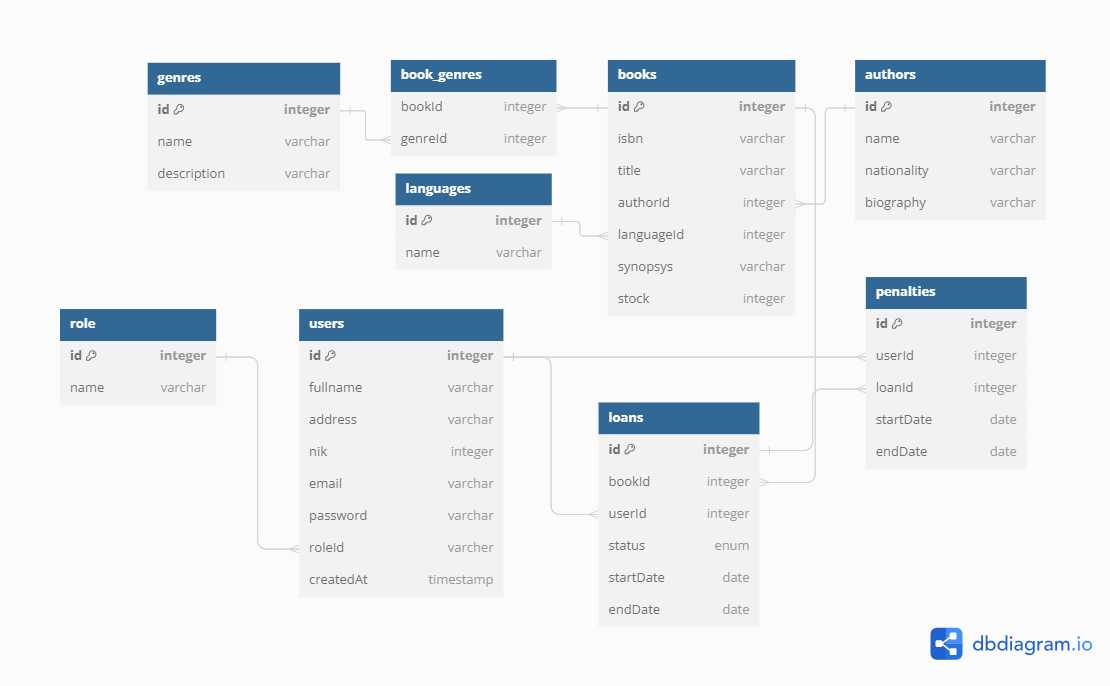 genres
id integer
name varchar
description varchar
book_genres
bookId integer
genreId integer
languages
id integer
name varchar
books
id integer
isbn varchar
title varchar
authorId integer
languageId integer
synopsys varchar
stock integer
authors
id integer
name varchar
nationality varchar
biography varchar
role
id integer
name varchar
users
id integer
fullname varchar
address varchar
nik integer
email varchar
password varchar
roleId varcher
createdAt timestamp
loans
id integer
bookId integer
userId integer
status enum
startDate date
endDate date
penalties
id integer
userId integer
loanId integer
startDate date
endDate date
dbdiagram.io